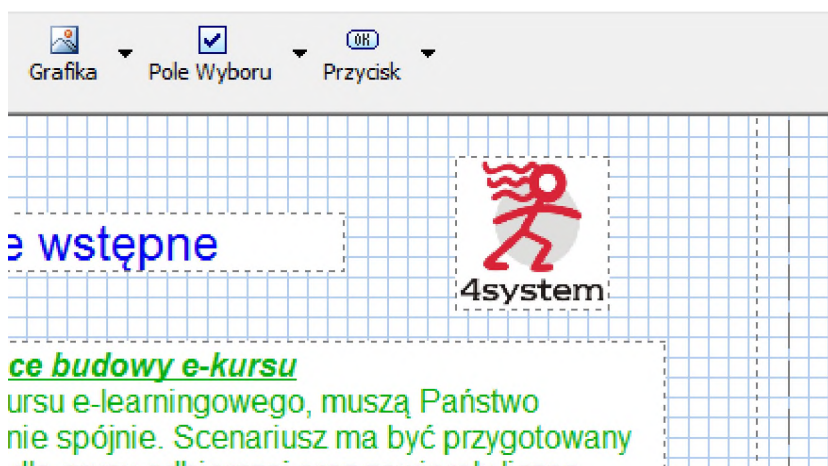 Grafika Pole Wyboru Przycisk
e wstępne
4system
ce budowy e-kursu
ursu e-learningowego, muszą Państwo
nie spójnie. Scenariusz ma być przygotowany